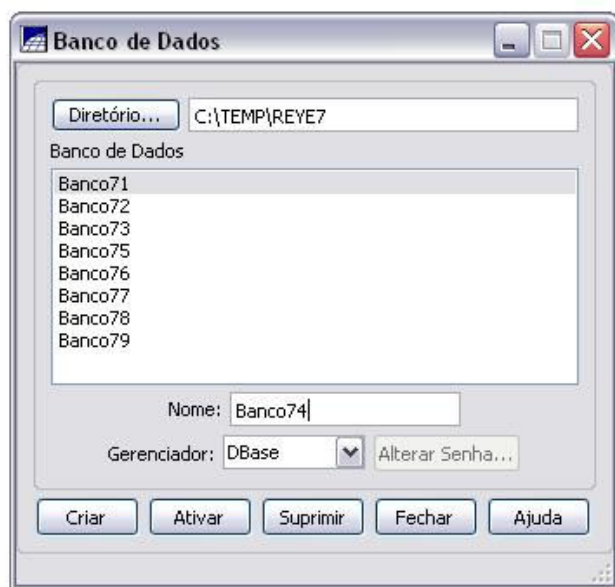 Banco de Dados
Diretório... C:\TEMP\REYE7
Banco de Dados
Banco71
Banco72
Banco73
Banco75
Banco76
Banco77
Banco78
Banco79
Nome: Banco74
Gerenciador: DBase Alterar Senha...
Criar Ativar Suprimir Fechar Ajuda